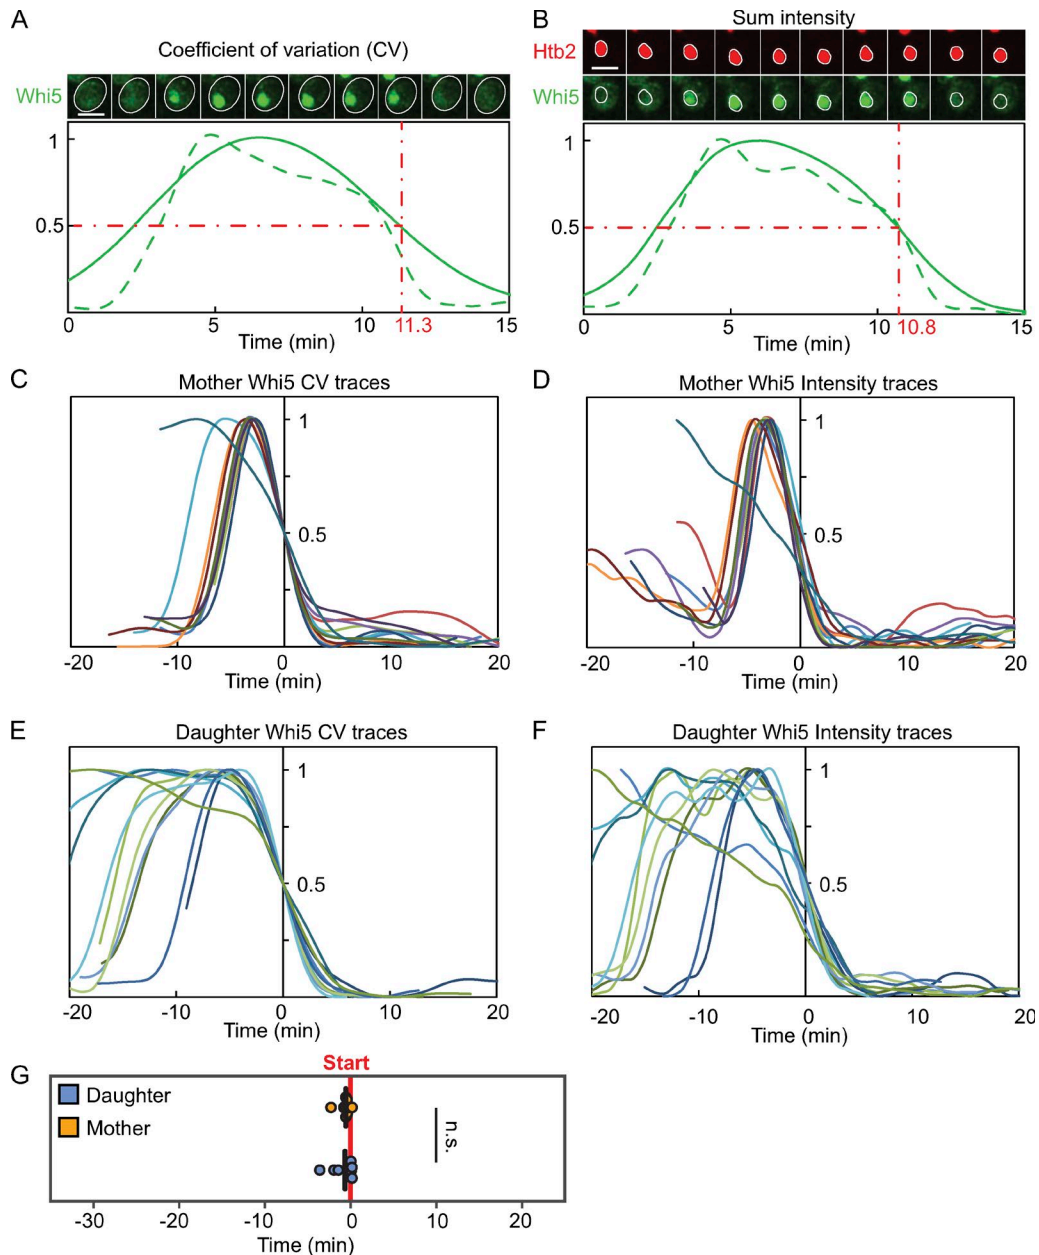 A
Coefficient of variation (CV)
Whi5
1
0.5
0 5 10 11.3 15
Time (min)
B
Sum intensity
Htb2
Whi5
1
0.5
0 5 10 10.8 15
Time (min)
C
Mother Whi5 CV traces
1
0.5
-20 -10 0 10 20
Time (min)
D
Mother Whi5 Intensity traces
1
0.5
-20 -10 0 10 20
Time (min)
E
Daughter Whi5 CV traces
1
0.5
-20 -10 0 10 20
Time (min)
F
Daughter Whi5 Intensity traces
1
0.5
-20 -10 0 10 20
Time (min)
G
Start
Daughter
Mother
n.s.
-30 -20 -10 0 10 20
Time (min)